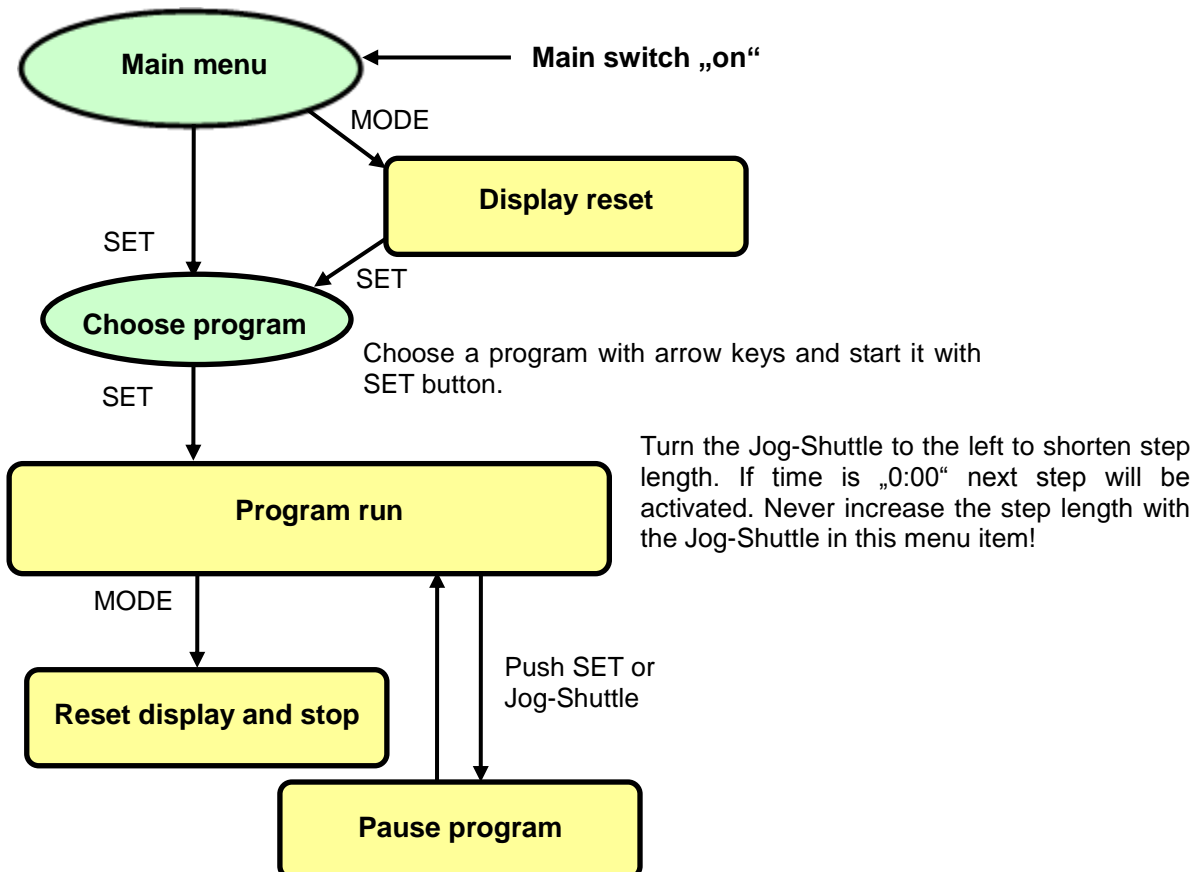 Main menu
Main switch „on“
MODE
Display reset
SET
SET
Choose program
Choose a program with arrow keys and start it with
SET button.
SET
Turn the Jog-Shuttle to the left to shorten step
length. If time is „0:00“ next step will be
activated. Never increase the step length with
the Jog-Shuttle in this menu item!
Program run
MODE
Push SET or
Jog-Shuttle
Reset display and stop
Pause program